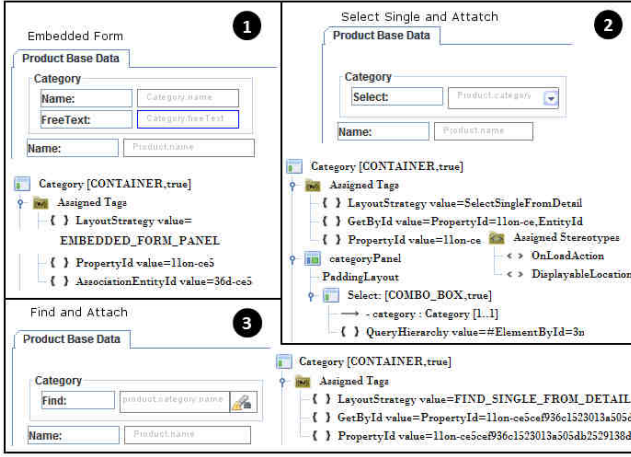 1
Embedded Form
Product Base Data
Category
Name: Category.name
FreeText: Category.freeText
Name: Product.name
Category [CONTAINER,true]
Assigned Tags
{ } LayoutStrategy value=
EMBEDDED_FORM_PANEL
{ } PropertyId value=11on-ce5
{ } AssociationEntityId value=36d-ce5
2
Select Single and Attatch
Product Base Data
Category
Select: Product.category
Name: Product.name
Category [CONTAINER,true]
Assigned Tags
{ } LayoutStrategy value=SelectSingleFromDetail
{ } GetById value=PropertyId=11on-ce,EntityId
{ } PropertyId value=11on-ce
Assigned Stereotypes
< > OnLoadAction
< > DisplayableLocation
categoryPanel
PaddingLayout
Select: [COMBO_BOX,true]
- category : Category [1..1]
{ } QueryHierarchy value=#ElementById=3n
3
Find and Attach
Product Base Data
Category
Find: product.category.name
Name: Product.name
Category [CONTAINER,true]
Assigned Tags
{ } LayoutStrategy value=FIND_SINGLE_FROM_DETAIL
{ } GetById value=PropertyId=11on-ce5cef936c1523013a505d
{ } PropertyId value=11on-ce5cef936c1523013a505db2529138d